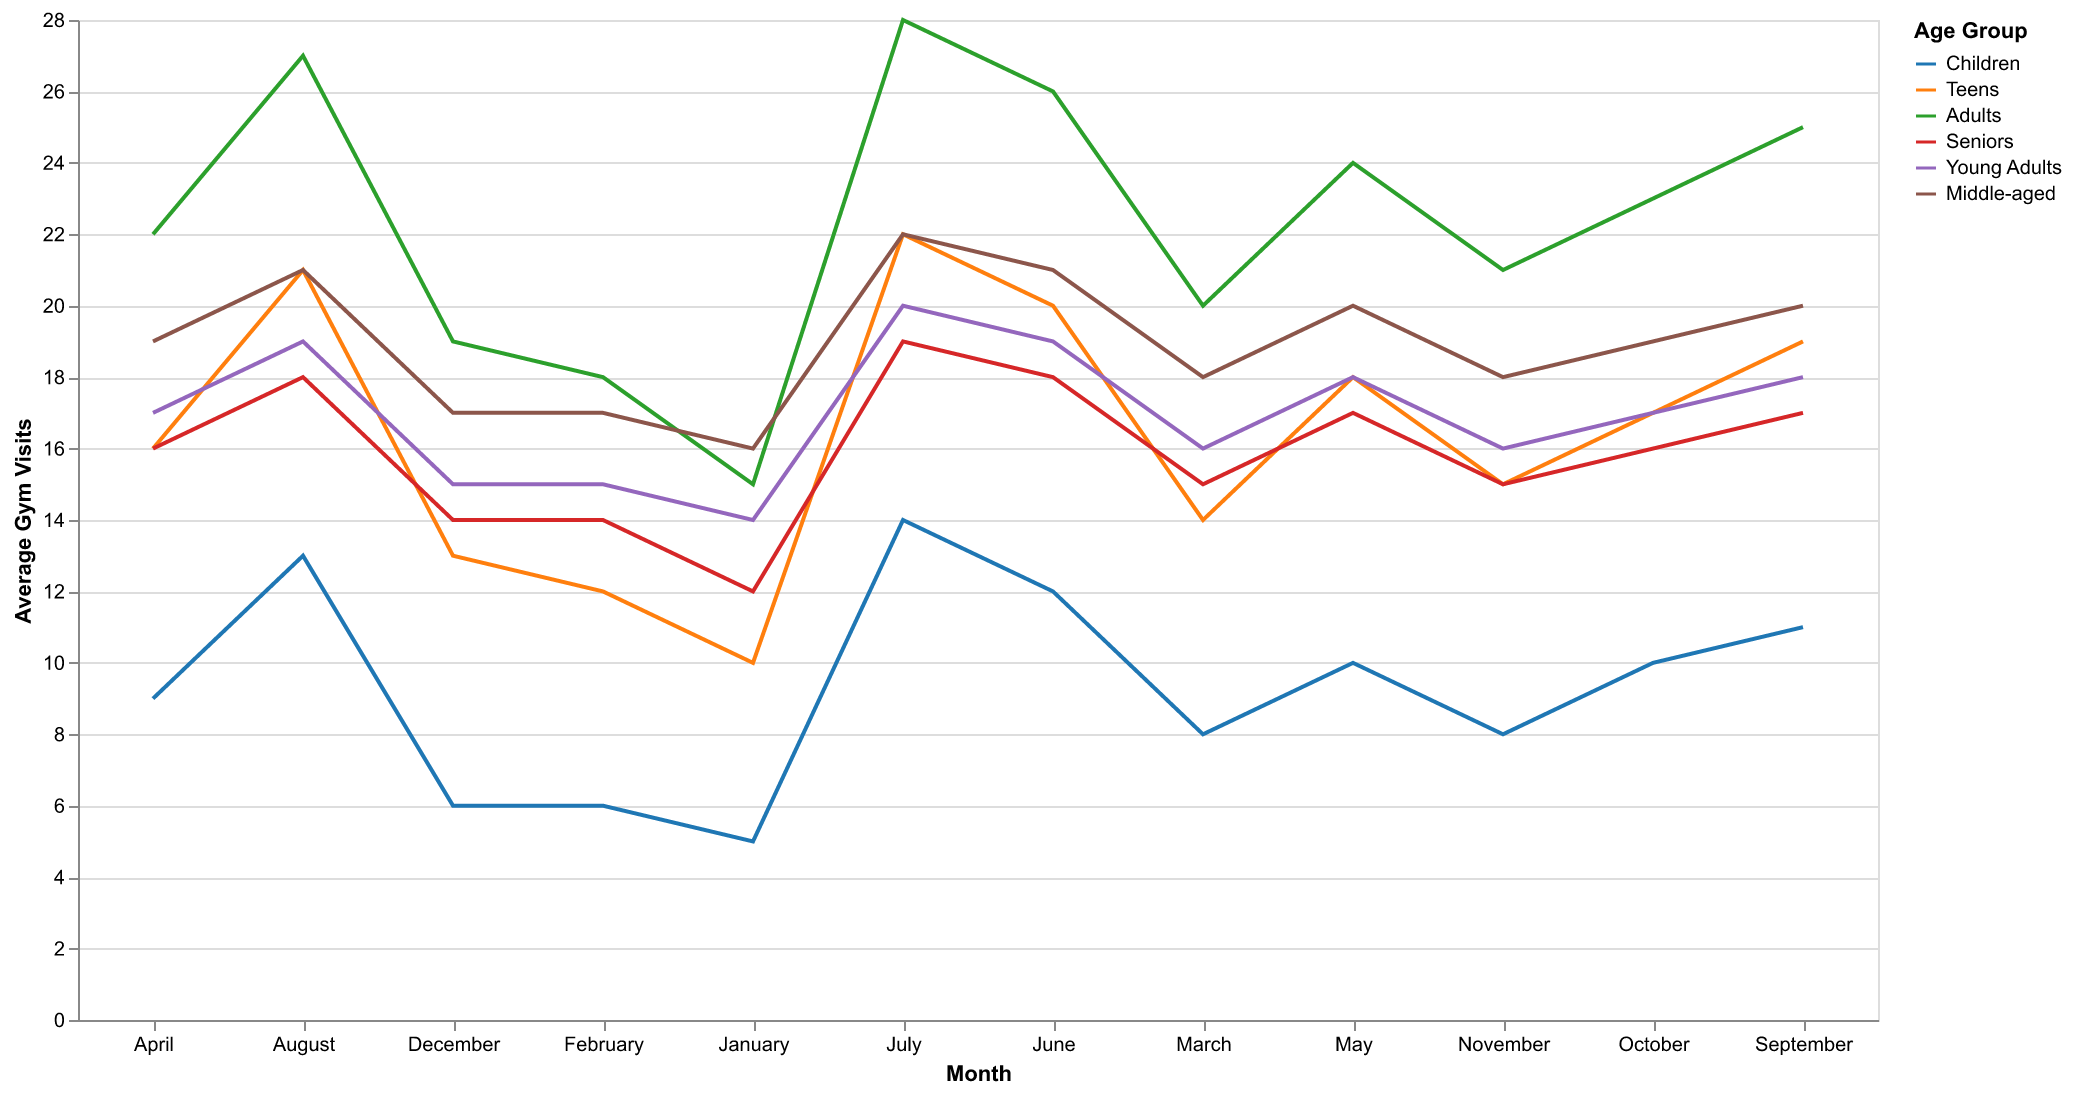 28
26
24
22
20
18
16
14
12
10
8
6
4
2
0
Average Gym Visits
April August December February January July June March May November October September
Month
Age Group
Children
Teens
Adults
Seniors
Young Adults
Middle-aged